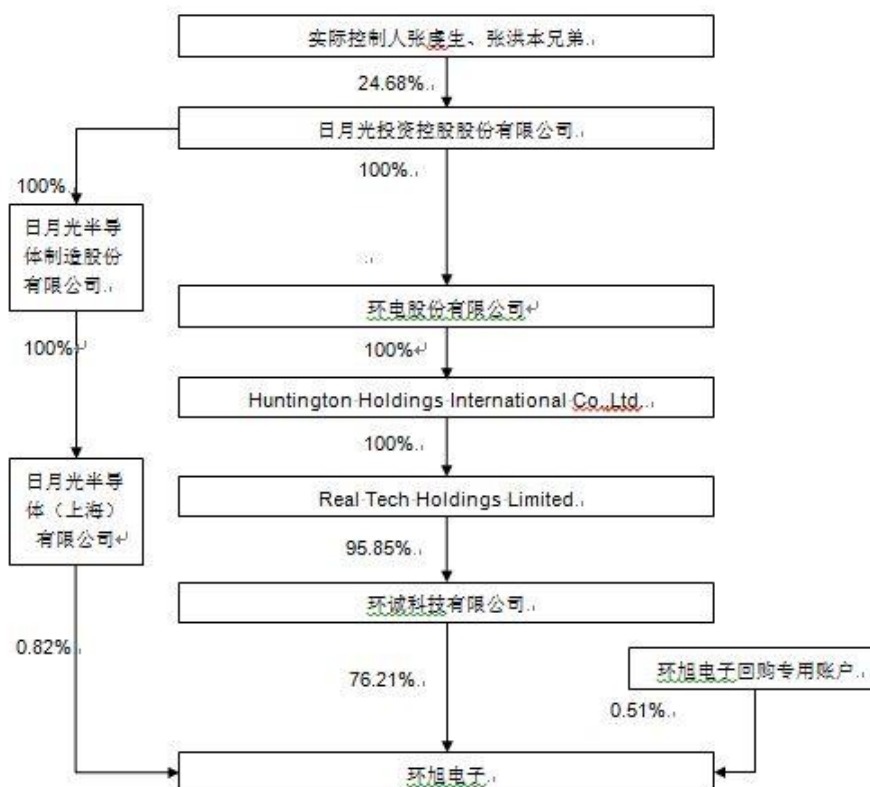 实际控制人张虔生、张洪本兄弟
24.68%
日月光投资控股股份有限公司
100%
100%
日月光半导
体制造股份
有限公司
环电股份有限公司
100%
100%
Huntington Holdings International Co.,Ltd.
100%
日月光半导
体（上海）
有限公司
Real Tech Holdings Limited
95.85%
环诚科技有限公司
0.82%
76.21%
环旭电子回购专用账户
0.51%
环旭电子